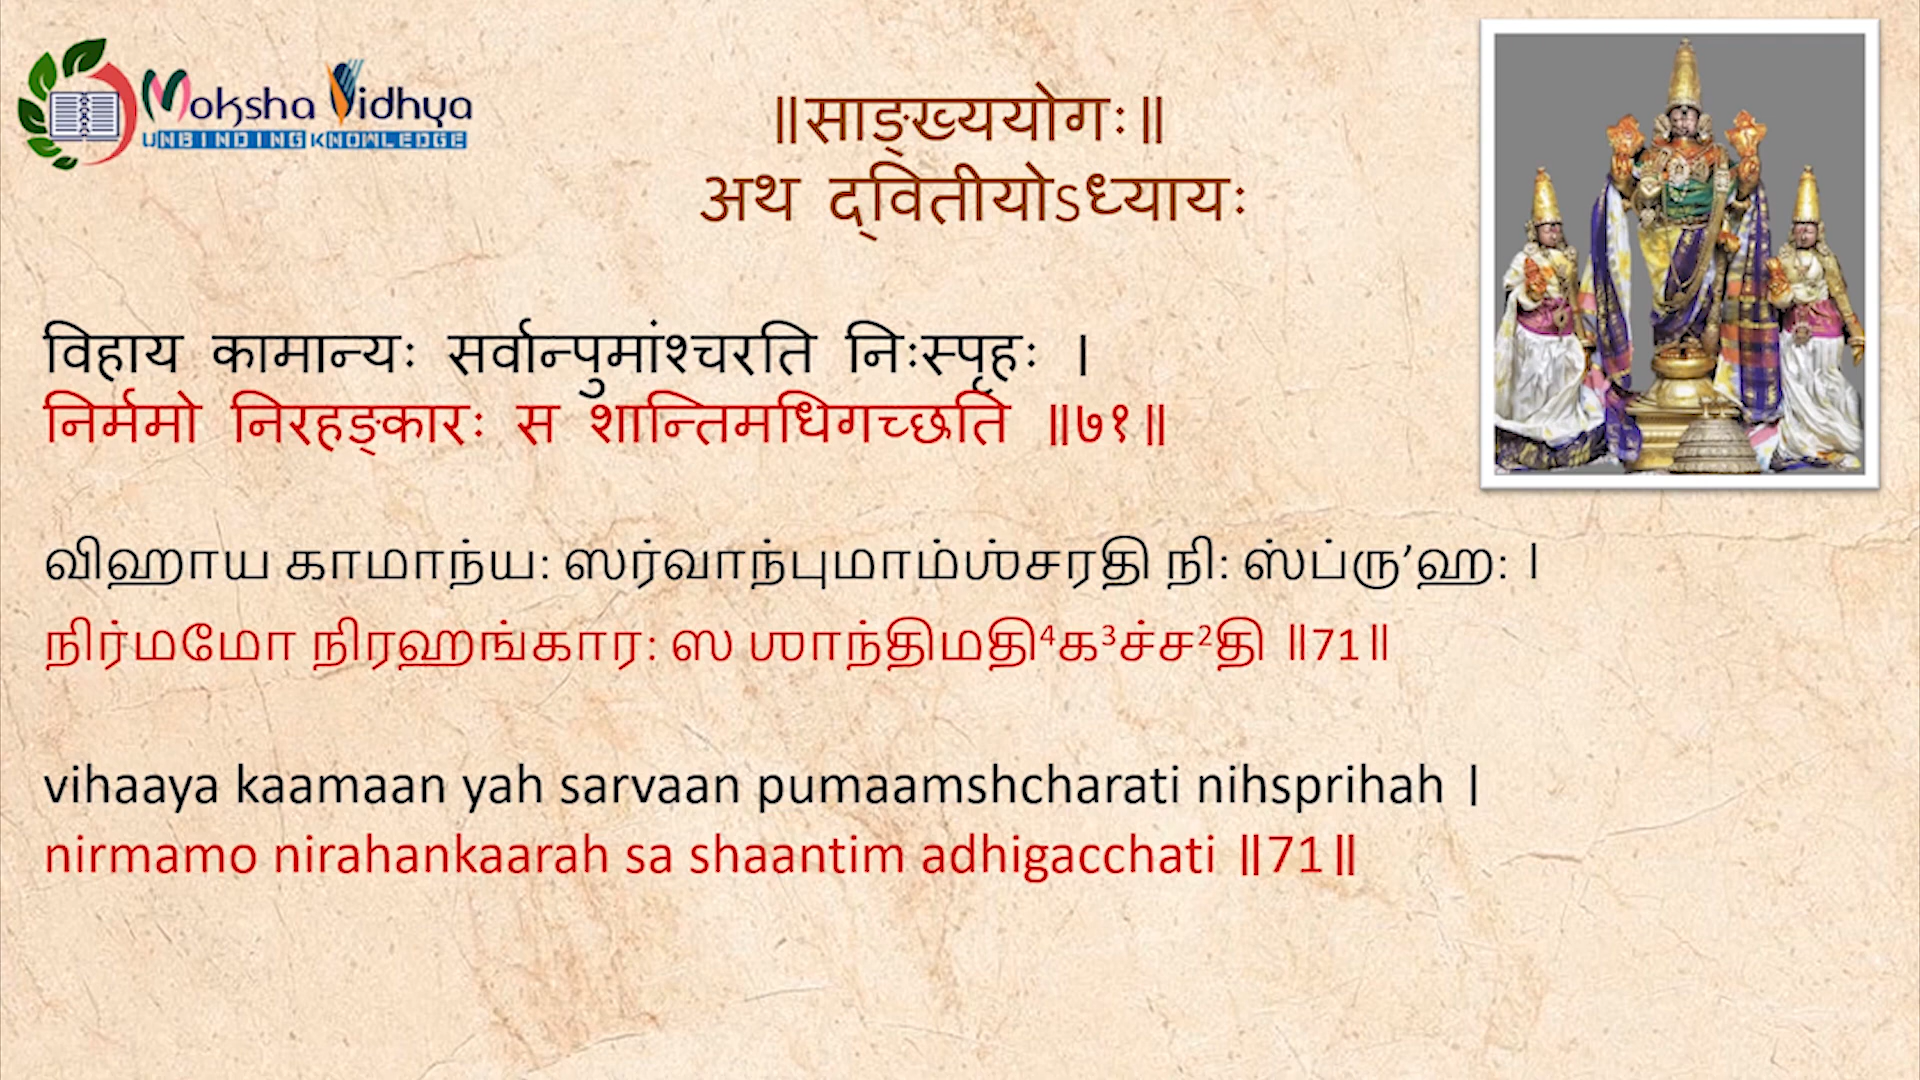 Moksha Vidhya
UNBINDING KNOWLEDGE
॥साङ्ख्ययोगः॥
अथ द्वितीयोऽध्यायः
विहाय कामान्यः सर्वान्पुमांश्चरति निःस्पृहः ।
निर्ममो निरहङ्कारः स शान्तिमधिगच्छति ॥७१॥
விஹாய காமாந்ய: ஸர்வாந்புமாம்ஶ்சரதி நி: ஸ்ப்ரு’ஹ: ।
நிர்மமோ நிரஹங்கார: ஸ ஶாந்திமதி⁴க³ச்ச²தி ॥71॥
vihaaya kaamaan yah sarvaan pumaamshcharati nihsprihah ।
nirmamo nirahankaarah sa shaantim adhigacchati ॥71॥